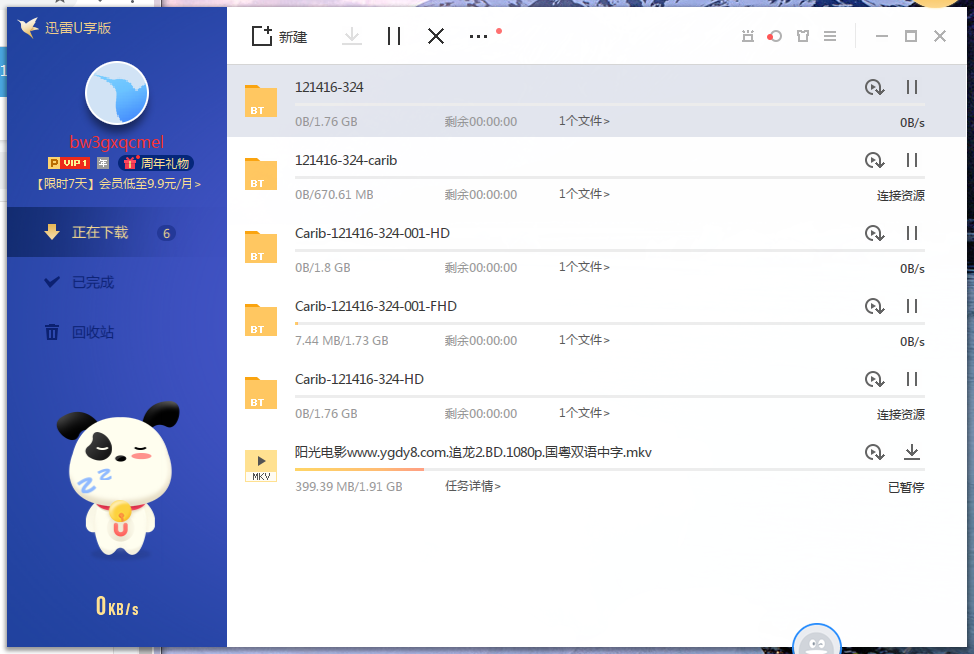 迅雷U享版
新建
bw3gxqcmel
P VIP1 年 周年礼物
【限时7天】会员低至9.9元/月>
正在下载 6
已完成
回收站
0KB/s
121416-324
BT
0B/1.76 GB 剩余00:00:00 1个文件> 0B/s
121416-324-carib
BT
0B/670.61 MB 剩余00:00:00 1个文件> 连接资源
Carib-121416-324-001-HD
BT
0B/1.8 GB 剩余00:00:00 1个文件> 0B/s
Carib-121416-324-001-FHD
BT
7.44 MB/1.73 GB 剩余00:00:00 1个文件> 0B/s
Carib-121416-324-HD
BT
0B/1.76 GB 剩余00:00:00 1个文件> 连接资源
阳光电影www.ygdy8.com.追龙2.BD.1080p.国粤双语中字.mkv
MKV
399.39 MB/1.91 GB 任务详情> 已暂停